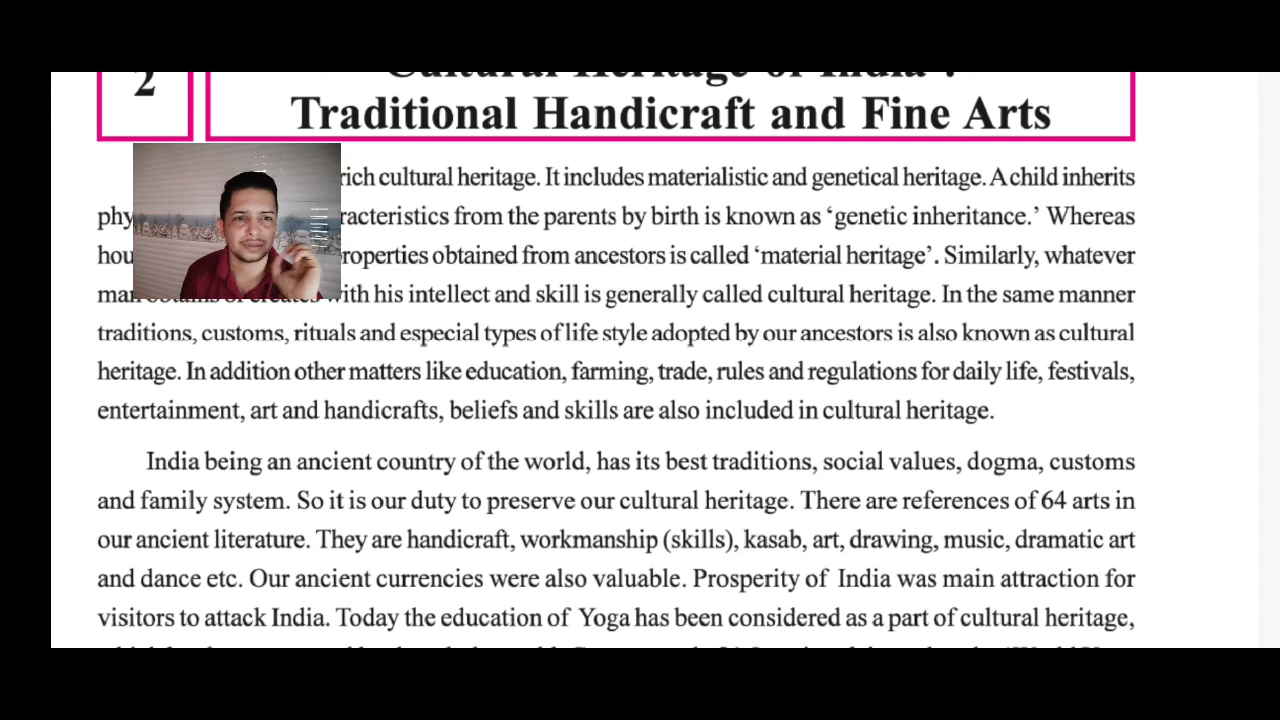 2
Cultural Heritage of India :
Traditional Handicraft and Fine Arts
rich cultural heritage. It includes materialistic and genetical heritage. A child inherits
from the parents by birth is known as ‘genetic inheritance.’ Whereas
obtained from ancestors is called ‘material heritage’. Similarly, whatever
man with his intellect and skill is generally called cultural heritage. In the same manner
traditions, customs, rituals and especial types of life style adopted by our ancestors is also known as cultural
heritage. In addition other matters like education, farming, trade, rules and regulations for daily life, festivals,
entertainment, art and handicrafts, beliefs and skills are also included in cultural heritage.
India being an ancient country of the world, has its best traditions, social values, dogma, customs
and family system. So it is our duty to preserve our cultural heritage. There are references of 64 arts in
our ancient literature. They are handicraft, workmanship (skills), kasab, art, drawing, music, dramatic art
and dance etc. Our ancient currencies were also valuable. Prosperity of India was main attraction for
visitors to attack India. Today the education of Yoga has been considered as a part of cultural heritage,